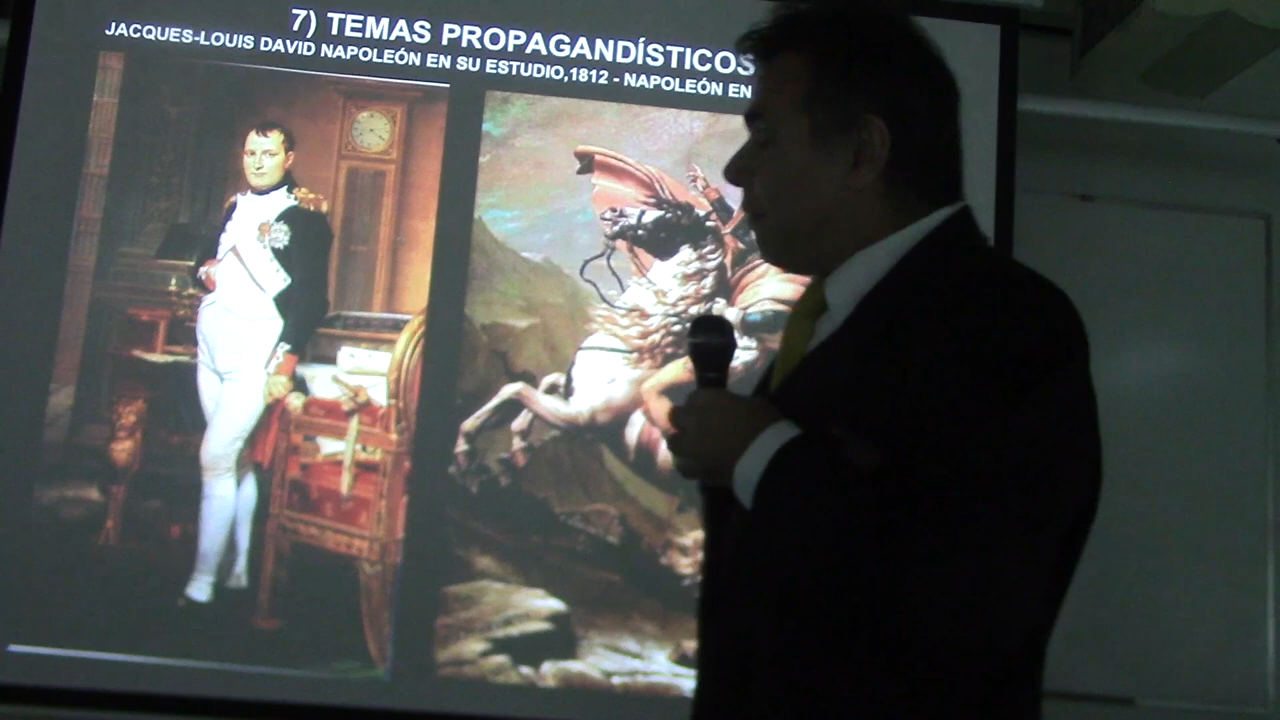 7) TEMAS PROPAGANDÍSTICOS
JACQUES-LOUIS DAVID NAPOLEÓN EN SU ESTUDIO,1812 - NAPOLEÓN EN